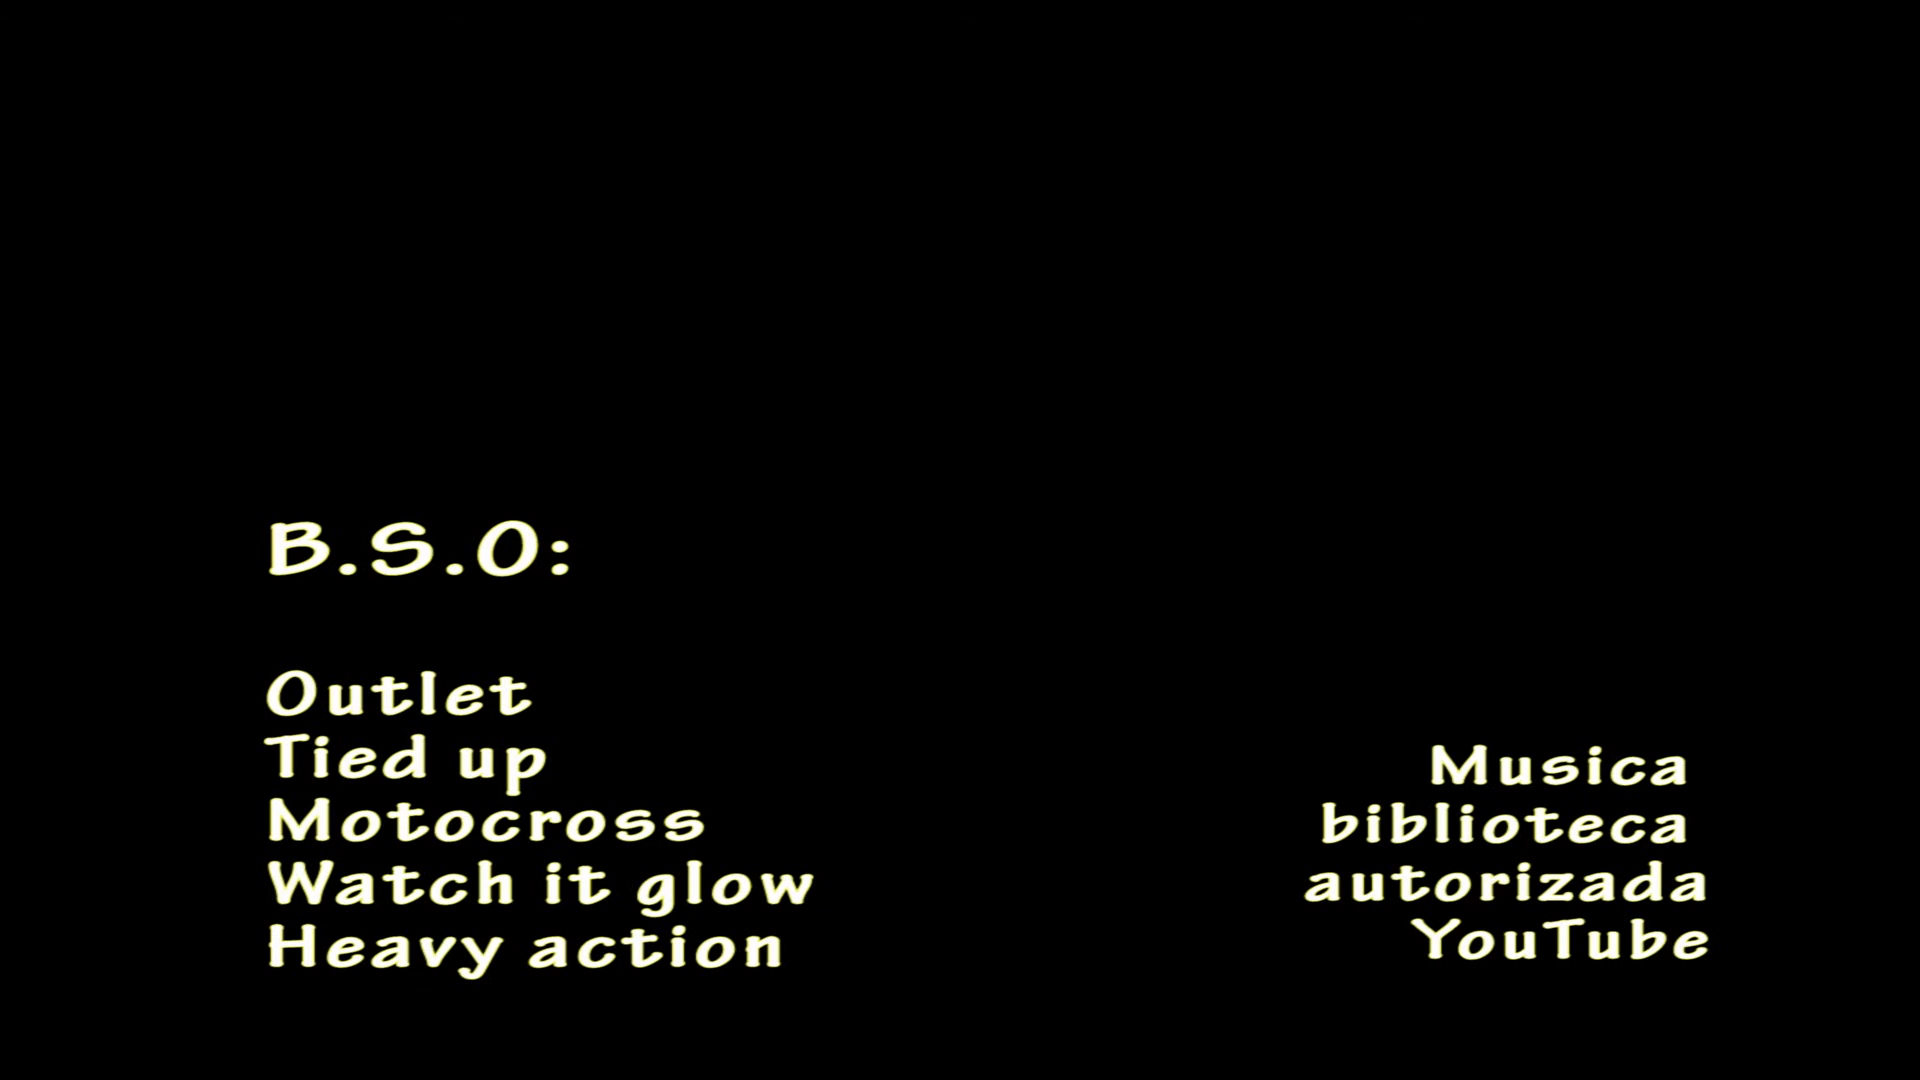 B.S.O:
Outlet
Tied up
Motocross
Watch it glow
Heavy action
Musica
biblioteca
autorizada
YouTube